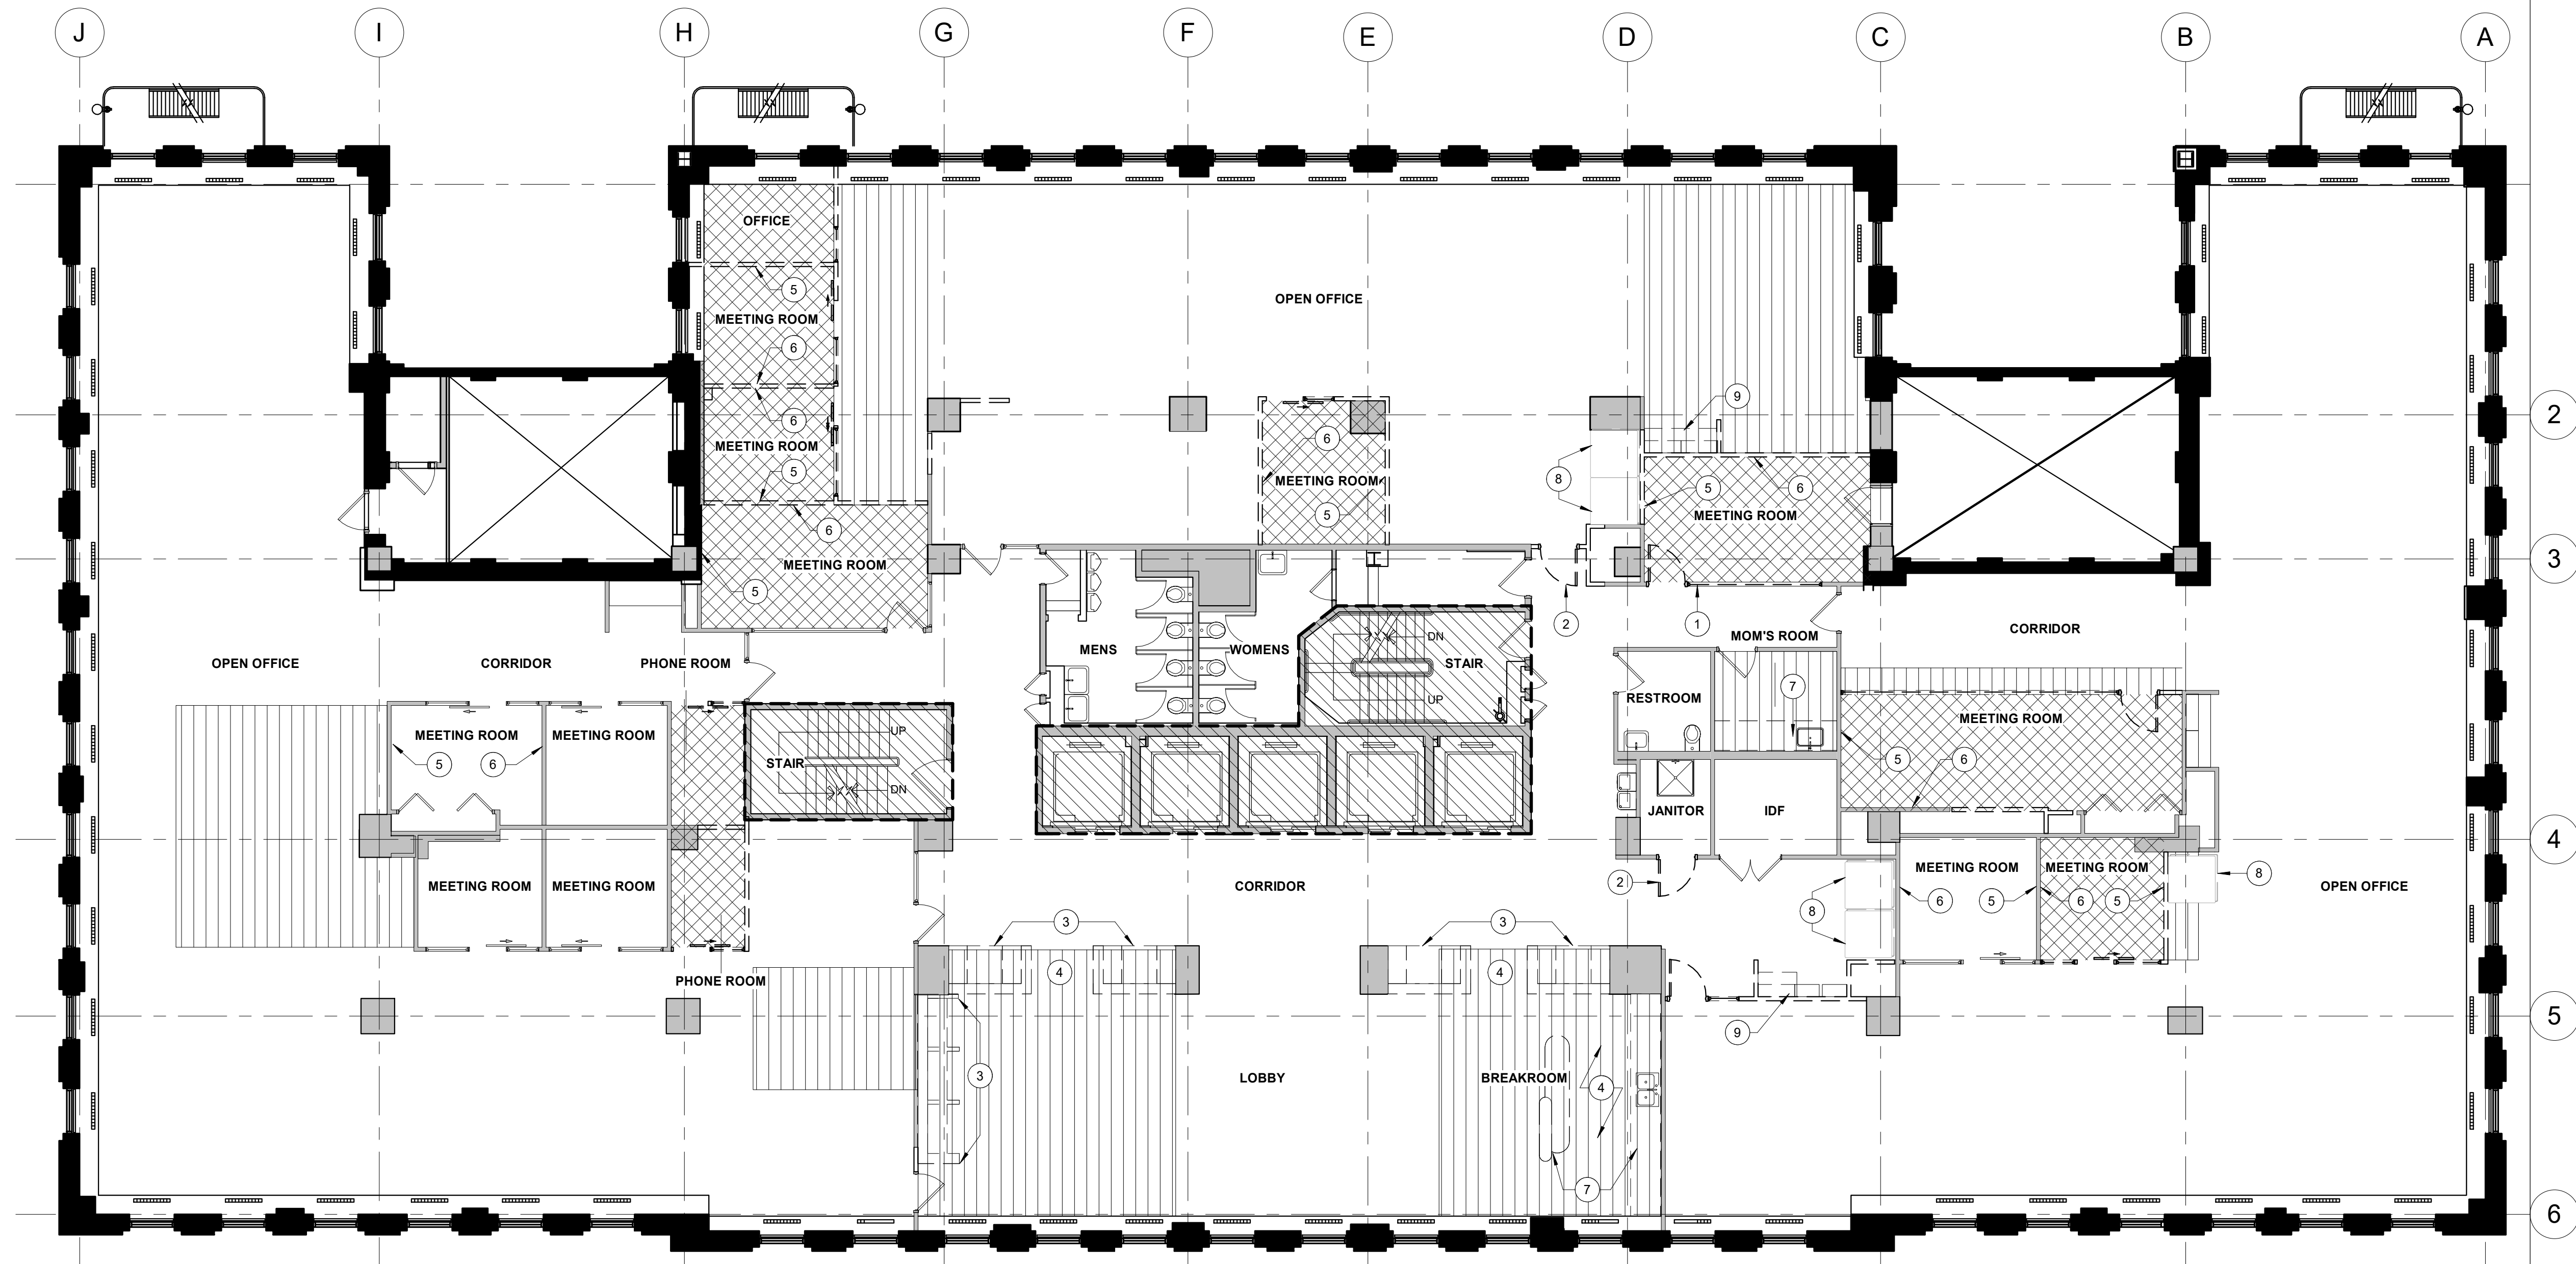 J I H G F E D C B A
OFFICE
5
OPEN OFFICE
MEETING ROOM
6
9
2
6
6
MEETING ROOM
5
8
MEETING ROOM
5
6
6
5
MEETING ROOM
3
MEETING ROOM
5
2
1
MOM'S ROOM
CORRIDOR
DN
MENS
WOMENS
STAIR
OPEN OFFICE
CORRIDOR
PHONE ROOM
UP
RESTROOM
7
MEETING ROOM
MEETING ROOM
MEETING ROOM
UP
5
6
STAIR
5
6
DN
JANITOR
IDF
4
MEETING ROOM
MEETING ROOM
CORRIDOR
2
MEETING ROOM
MEETING ROOM
8
OPEN OFFICE
6
5
6
5
8
3
3
4
4
PHONE ROOM
5
9
3
LOBBY
BREAKROOM
4
7
6